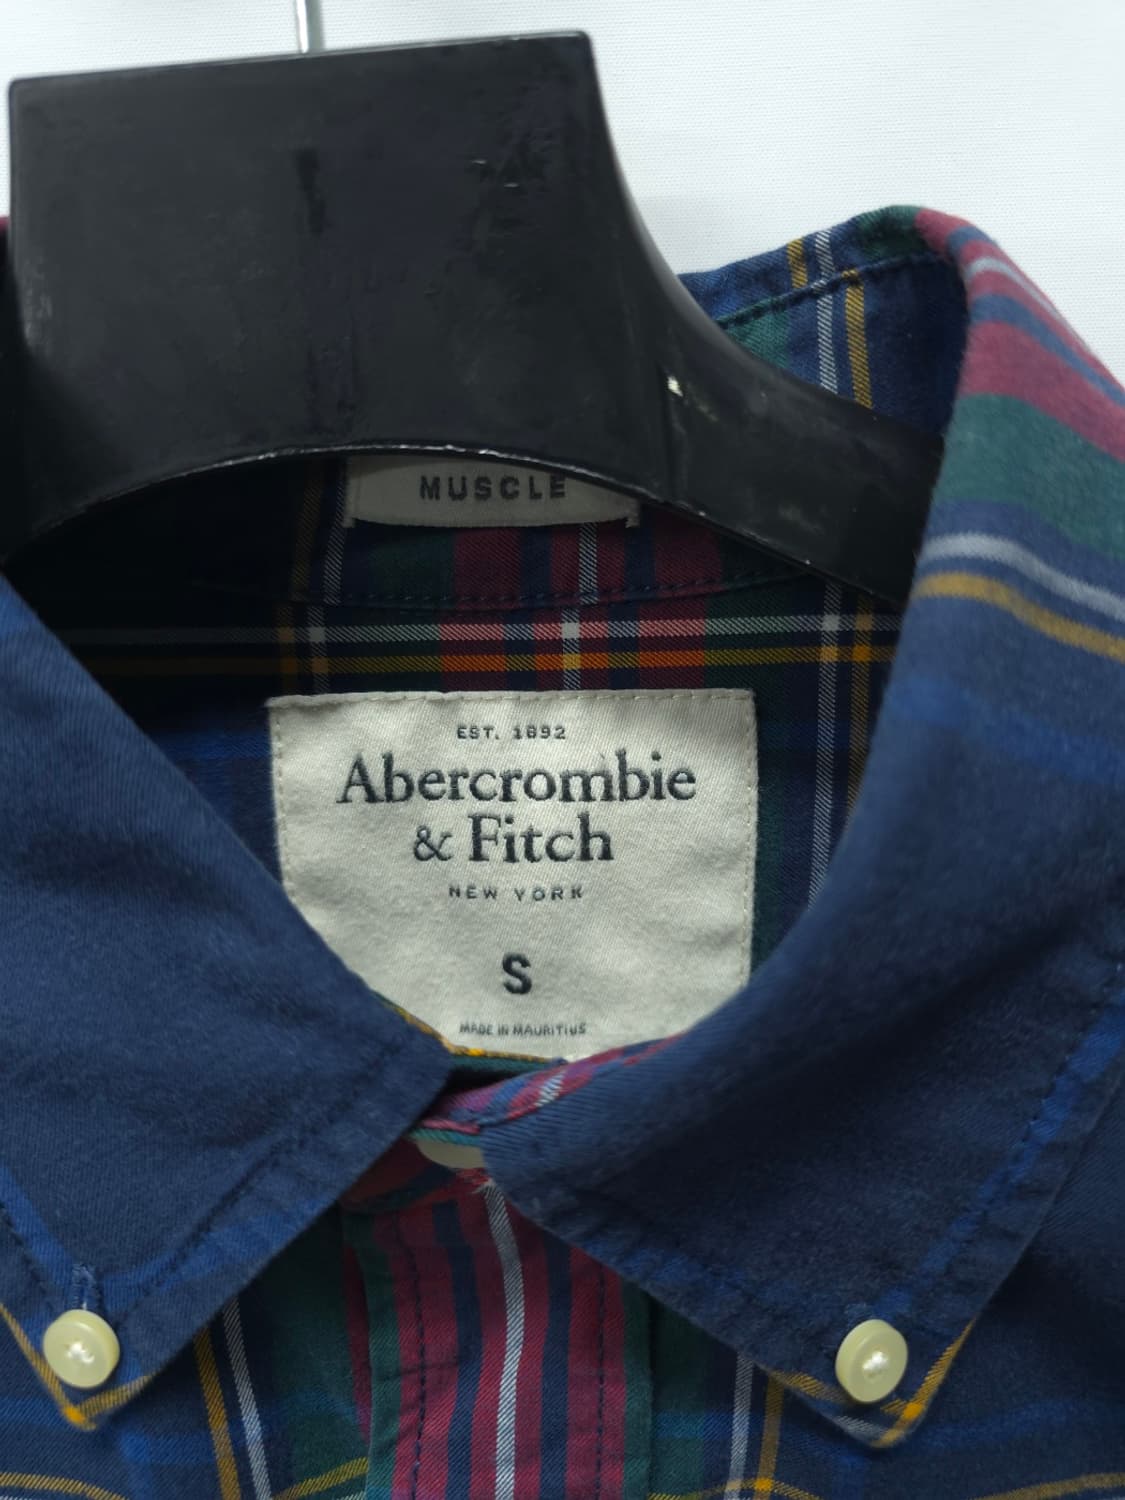 MUSCLE
EST. 1892
Abercrombie
& Fitch
NEW YORK
S
MADE IN MAURITIUS